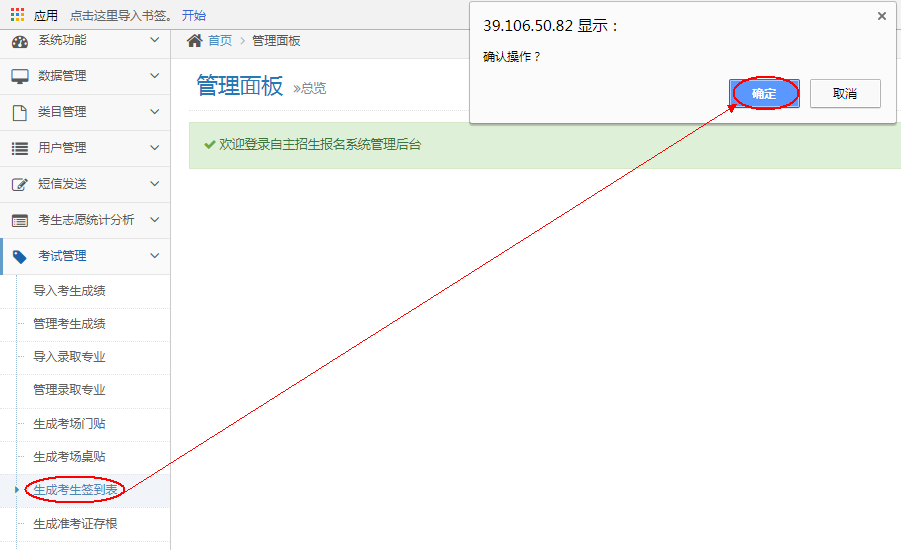 应用 点击这里导入书签。 开始
39.106.50.82 显示：
确认操作？
确定 取消
系统功能
数据管理
类目管理
用户管理
短信发送
考生志愿统计分析
考试管理
导入考生成绩
管理考生成绩
导入录取专业
管理录取专业
生成考场门贴
生成考场桌贴
生成考生签到表
生成准考证存根
首页 > 管理面板
管理面板 »总览
欢迎登录自主招生报名系统管理后台